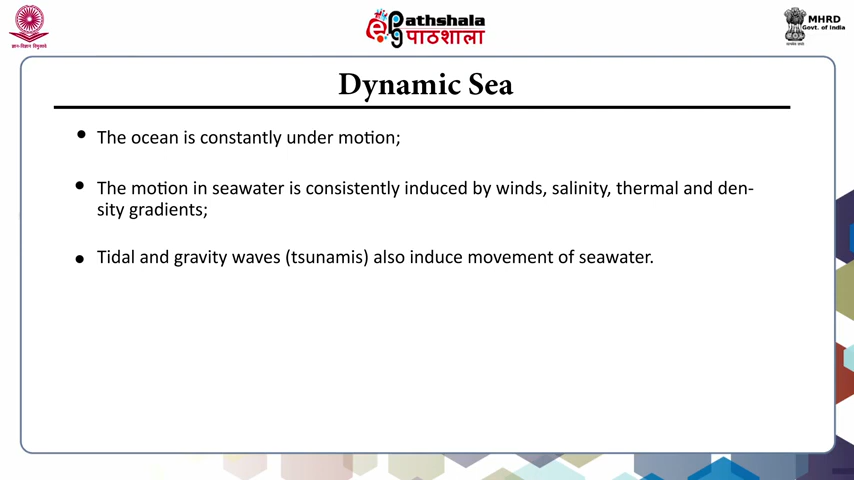 ज्ञान-विज्ञान विमुक्तये
ePathshala
पाठशाला
MHRD
Govt. of India
Dynamic Sea
• The ocean is constantly under motion;
• The motion in seawater is consistently induced by winds, salinity, thermal and den-
sity gradients;
• Tidal and gravity waves (tsunamis) also induce movement of seawater.